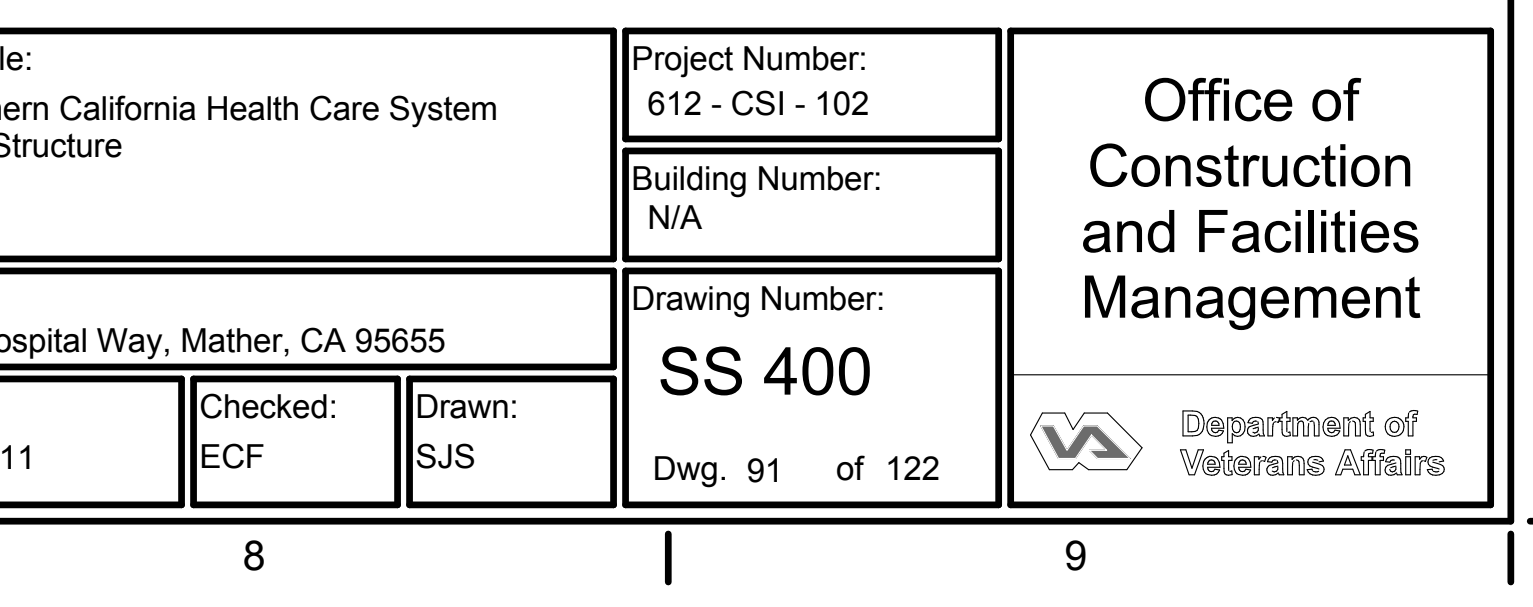 le:
hern California Health Care System
Structure
ospital Way, Mather, CA 95655
11
Checked:
ECF
Drawn:
SJS
Project Number:
612 - CSI - 102
Building Number:
N/A
Drawing Number:
SS 400
Dwg. 91 of 122
Office of
Construction
and Facilities
Management
VA
Department of
Veterans Affairs
8
9